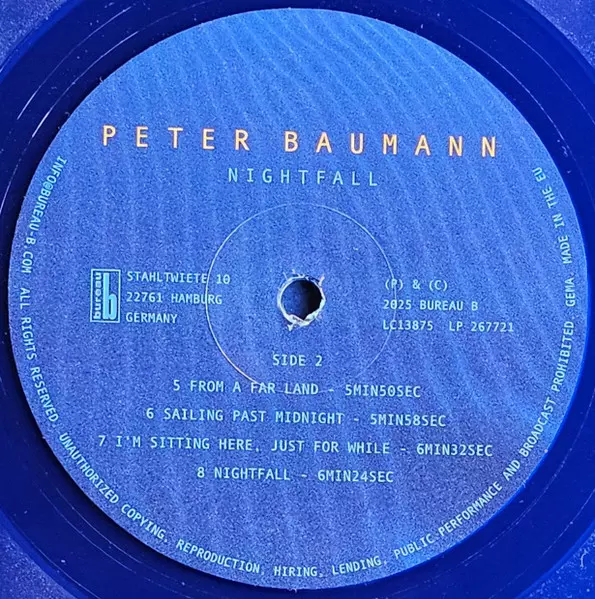 PETER BAUMANN
NIGHTFALL
bureau b
STAHLTWIETE 10
22761 HAMBURG
GERMANY
(P) & (C)
2025 BUREAU B
LC13875 LP 267721
SIDE 2
5 FROM A FAR LAND - 5MIN50SEC
6 SAILING PAST MIDNIGHT - 5MIN58SEC
7 I'M SITTING HERE, JUST FOR WHILE - 6MIN32SEC
8 NIGHTFALL - 6MIN24SEC
INFO@BUREAU-B.COM ALL RIGHTS RESERVED. UNAUTHORIZED COPYING, REPRODUCTION, HIRING, LENDING, PUBLIC PERFORMANCE AND BROADCAST PROHIBITED. GEMA. MADE IN THE EU